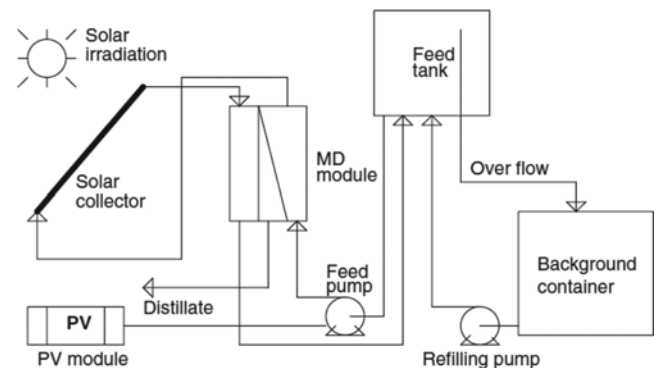 Solar
irradiation
Feed
tank
MD
module
Solar
collector
Over flow
Background
container
Feed
pump
Distillate
PV
PV module
Refilling pump